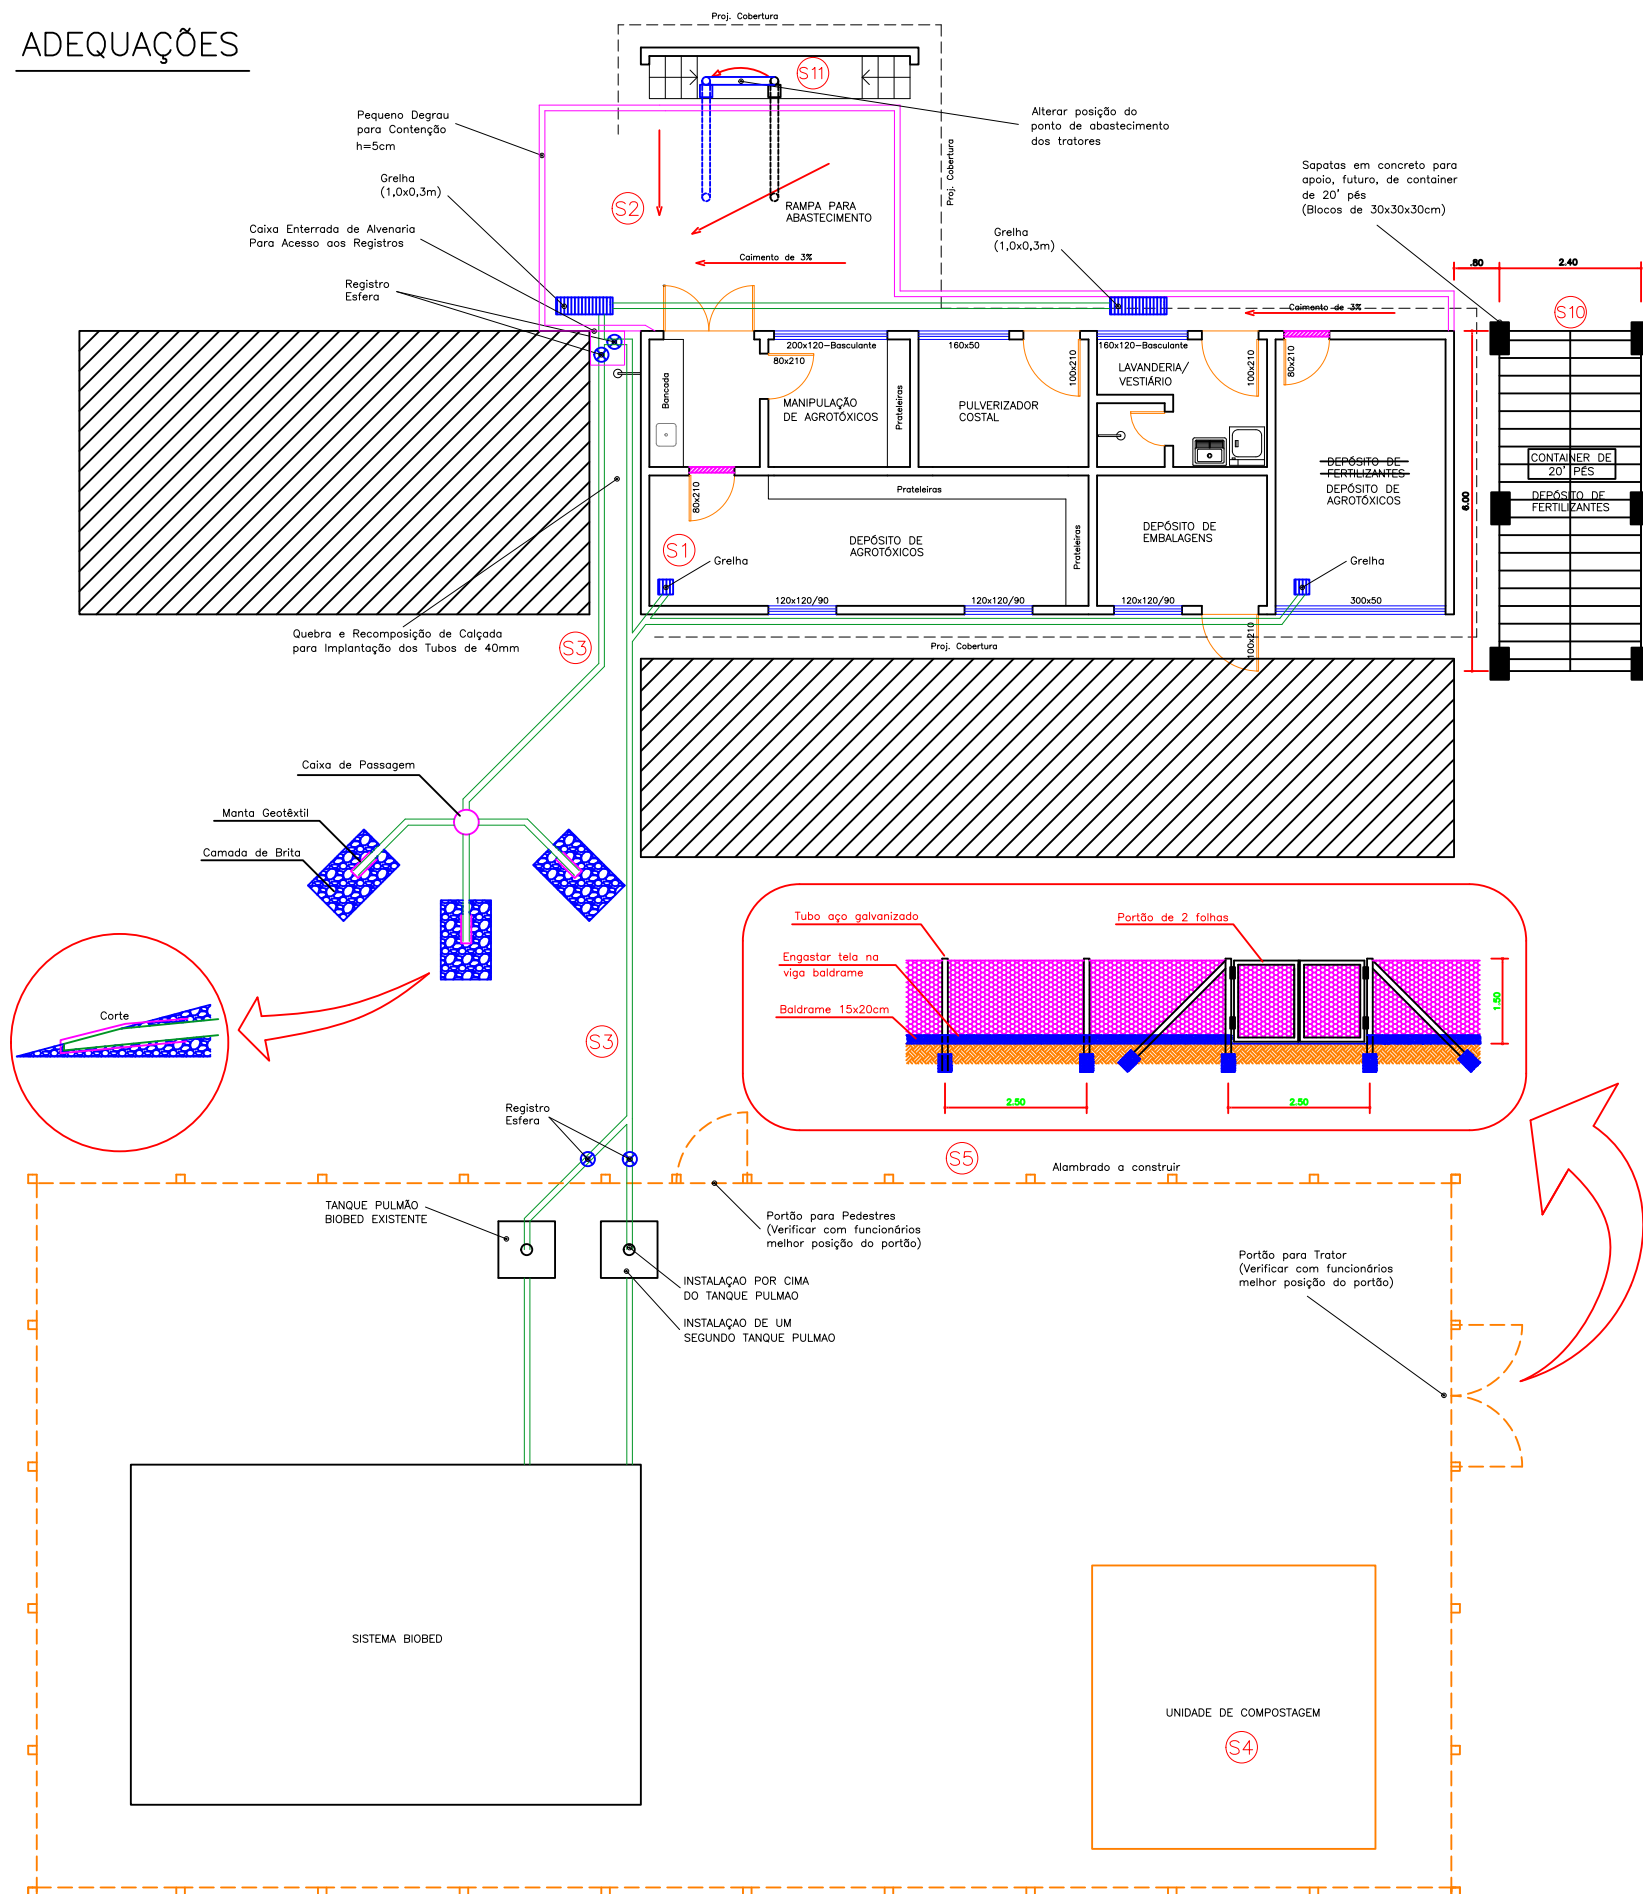 ADEQUAÇÕES
Proj. Cobertura
S11
Pequeno Degrau
para Contenção
h=5cm
Alterar posição do
ponto de abastecimento
dos tratores
Proj. Cobertura
Sapatas em concreto para
apoio, futuro, de container
de 20' pés
(Blocos de 30x30x30cm)
Grelha
(1,0x0,3m)
S2
RAMPA PARA
ABASTECIMENTO
Caixa Enterrada de Alvenaria
Para Acesso aos Registros
Grelha
(1,0x0,3m)
Caimento de 3%
.80
2.40
Registro
Esfera
Caimento de 3%
S10
200x120-Basculante
160x50
160x120-Basculante
80x210
100x210
100x210
80x210
Bancada
MANIPULAÇÃO
DE AGROTÓXICOS
Prateleiras
PULVERIZADOR
COSTAL
LAVANDERIA/
VESTIÁRIO
DEPÓSITO DE
FERTILIZANTES
DEPÓSITO DE
AGROTÓXICOS
CONTAINER DE
20' PÉS
DEPÓSITO DE
FERTILIZANTES
6.00
80x210
Prateleiras
Prateleiras
S1
DEPÓSITO DE
AGROTÓXICOS
DEPÓSITO DE
EMBALAGENS
Grelha
Grelha
120x120/90
120x120/90
120x120/90
300x50
100x210
Quebra e Recomposição de Calçada
para Implantação dos Tubos de 40mm
S3
Proj. Cobertura
Caixa de Passagem
Manta Geotêxtil
Camada de Brita
Corte
Tubo aço galvanizado
Portão de 2 folhas
Engastar tela na
viga baldrame
Baldrame 15x20cm
1.50
2.50
2.50
S3
Registro
Esfera
S5
Alambrado a construir
TANQUE PULMÃO
BIOBED EXISTENTE
Portão para Pedestres
(Verificar com funcionários
melhor posição do portão)
Portão para Trator
(Verificar com funcionários
melhor posição do portão)
INSTALAÇAO POR CIMA
DO TANQUE PULMAO
INSTALAÇAO DE UM
SEGUNDO TANQUE PULMAO
SISTEMA BIOBED
UNIDADE DE COMPOSTAGEM
S4